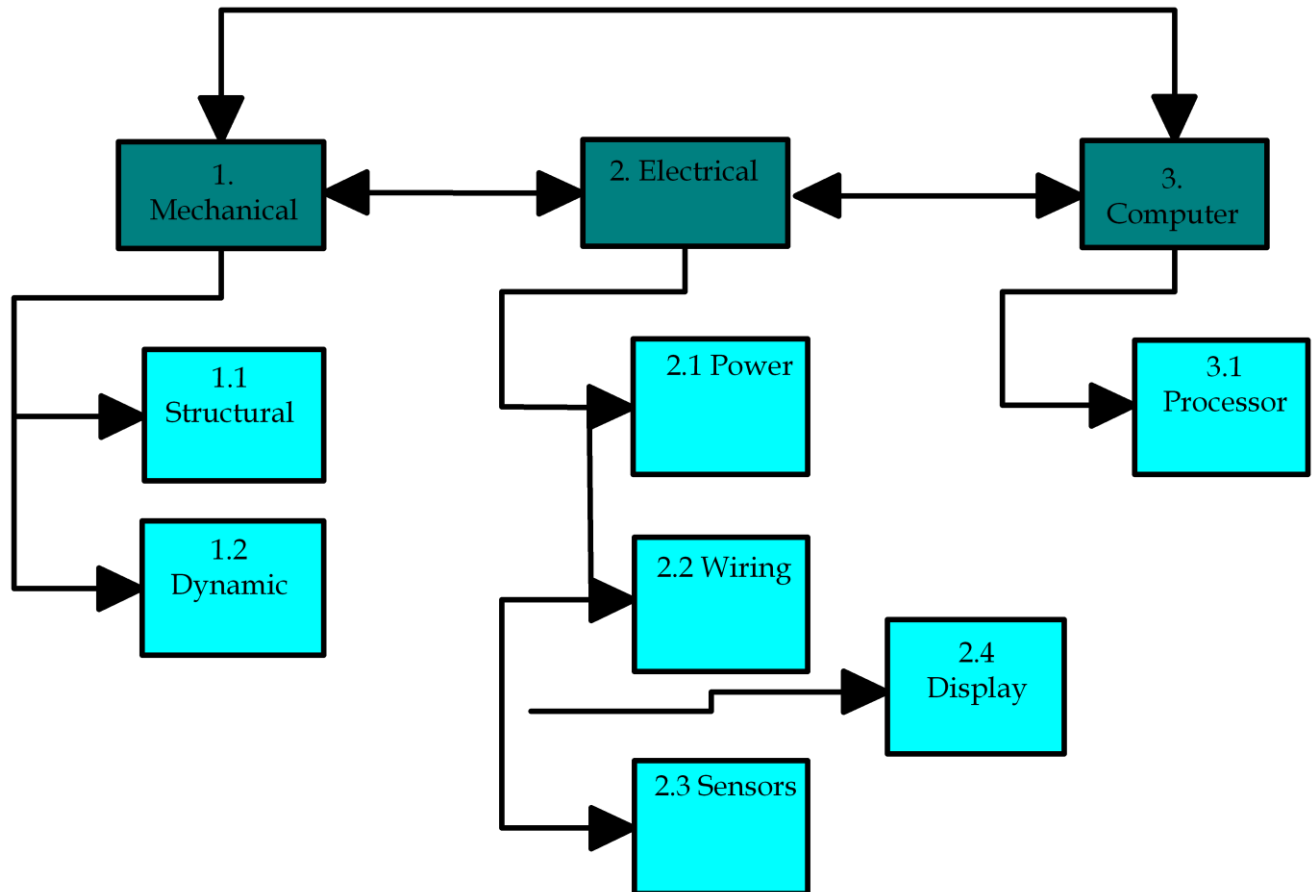 1.
Mechanical
2. Electrical
3.
Computer
1.1
Structural
1.2
Dynamic
2.1 Power
2.2 Wiring
2.3 Sensors
2.4
Display
3.1
Processor